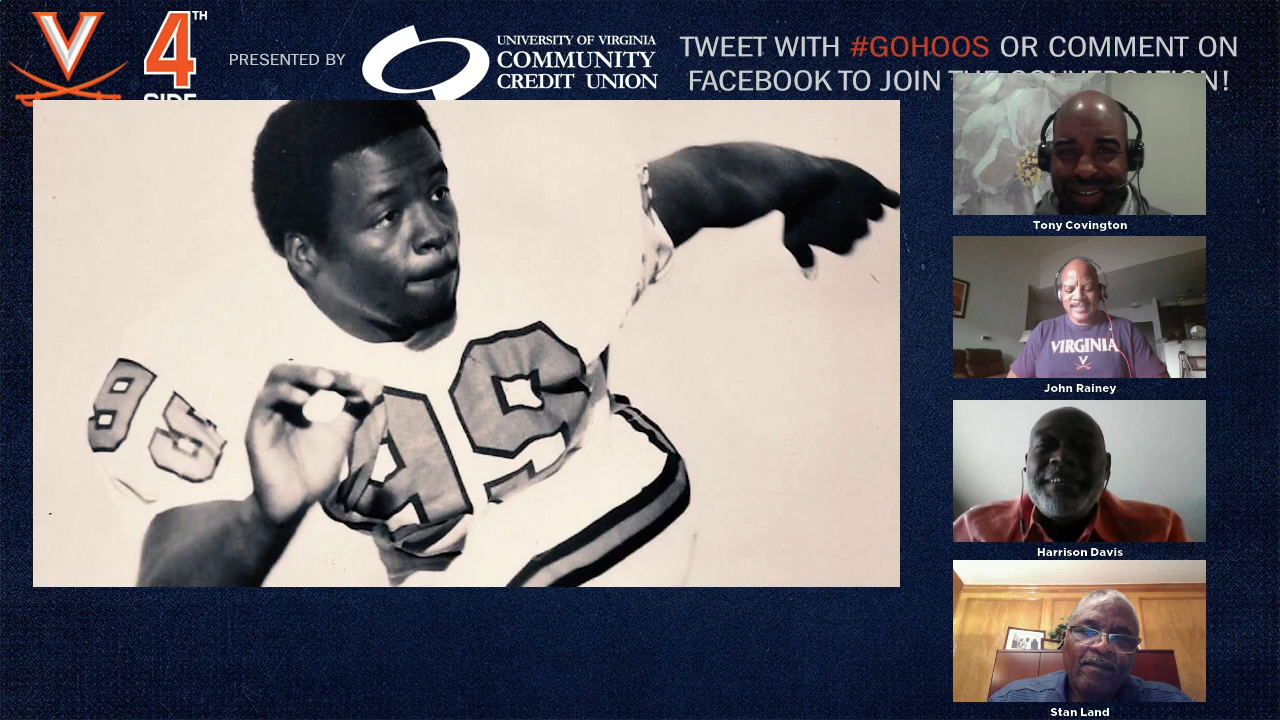 V
4TH
SIDE
PRESENTED BY
UNIVERSITY OF VIRGINIA
COMMUNITY
CREDIT UNION
TWEET WITH #GOHOOS OR COMMENT ON
FACEBOOK TO JOIN THE CONVERSATION!
Tony Covington
VIRGINIA
V
John Rainey
Harrison Davis
Stan Land